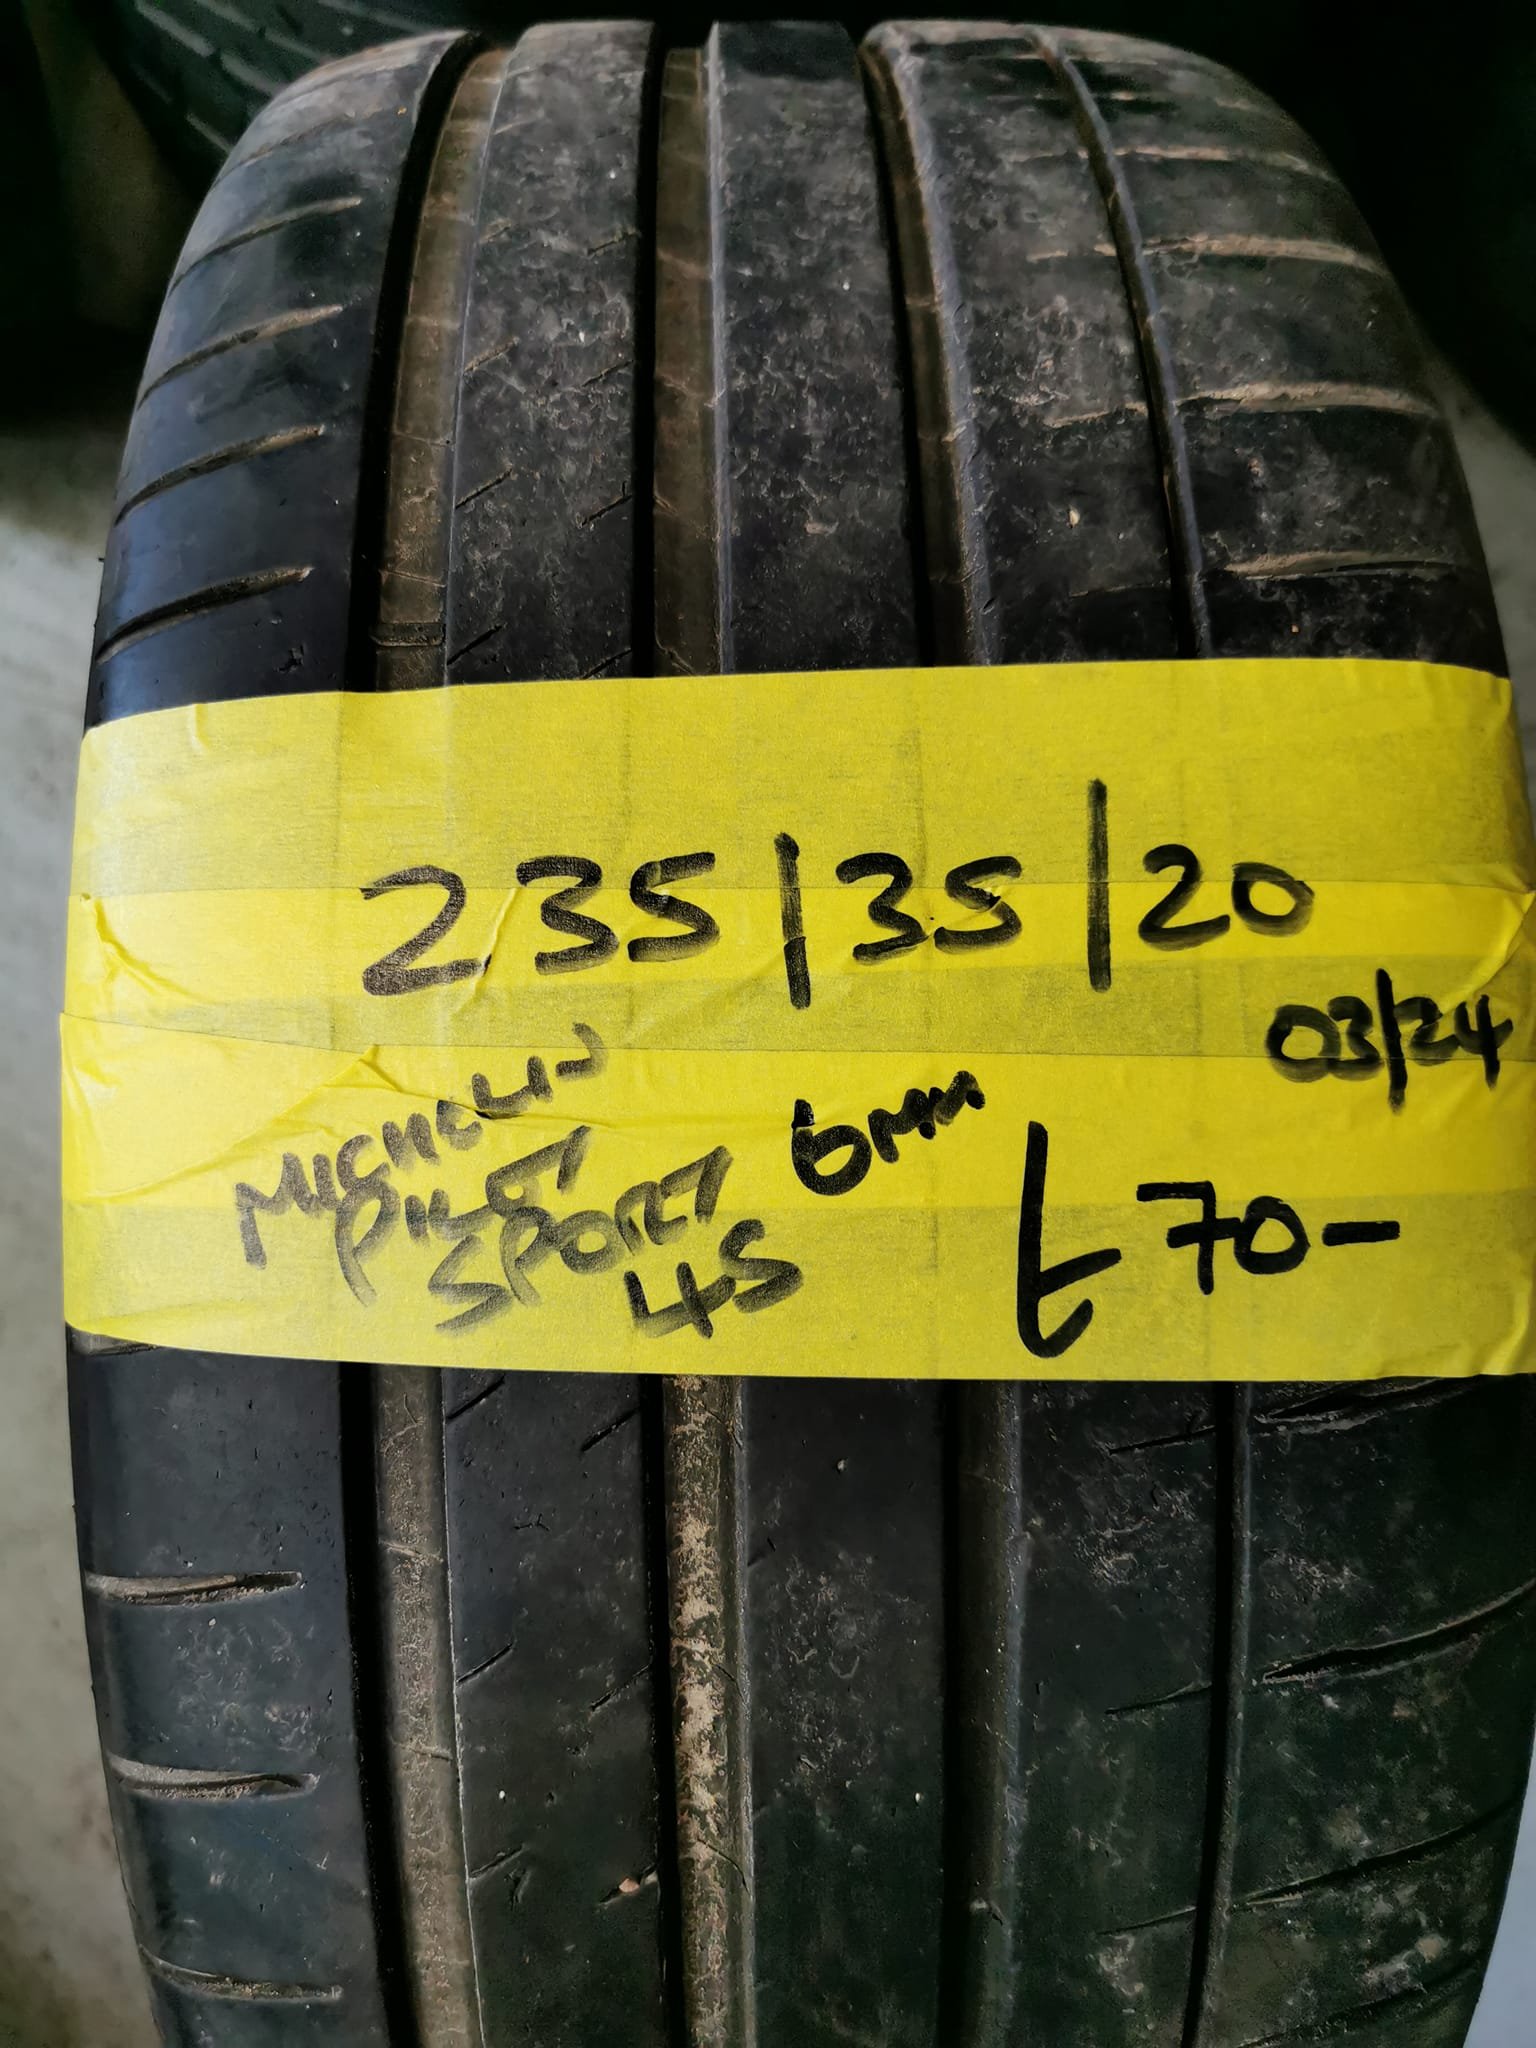 235/35/20
03/24
MICHELIN
PILOT
SPORT
4S
6MM
£70-